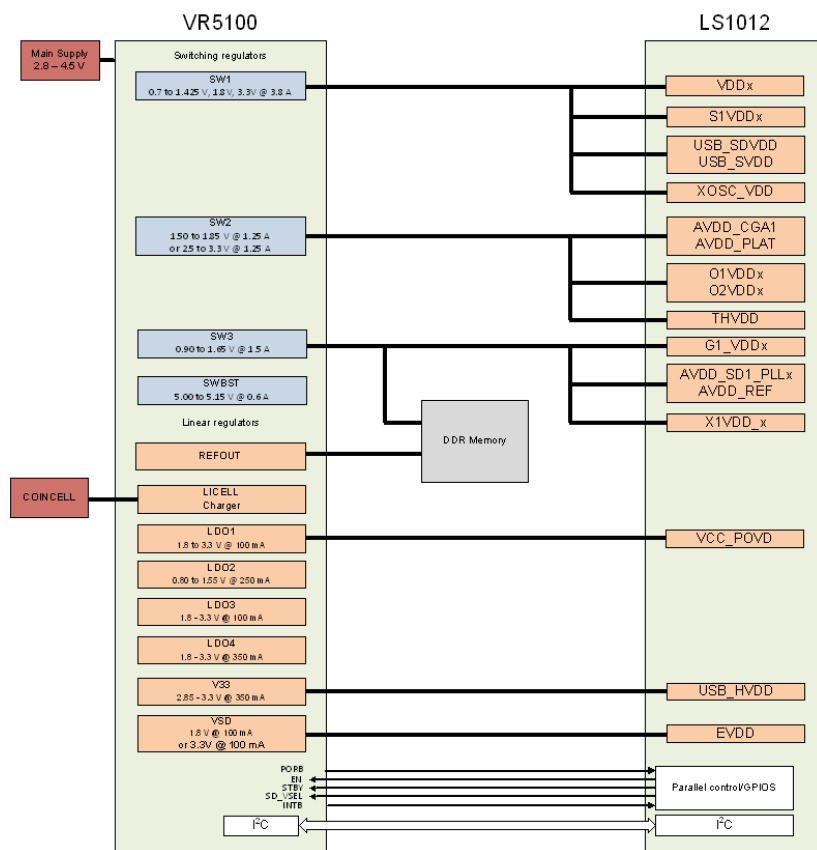 VR5100
LS1012
Main Supply
2.8 – 4.5 V
Switching regulators
SW1
0.7 to 1.425 V, 1.8V, 3.3V @ 3.8 A
VDDx
S1VDDx
USB_SDVDD
USB_SVDD
XOSC_VDD
SW2
1.50 to 1.85 V @ 1.25 A
or 2.5 to 3.3 V @ 1.25 A
AVDD_CGA1
AVDD_PLAT
O1VDDx
O2VDDx
THVDD
SW3
0.90 to 1.65 V @ 1.5 A
G1_VDDx
SWBST
5.00 to 5.15 V @ 0.6 A
AVDD_SD1_PLLx
AVDD_REF
X1VDD_x
Linear regulators
DDR Memory
REFOUT
COINCELL
LICELL
Charger
LDO1
1.8 to 3.3 V @ 100 mA
VCC_POVD
LDO2
0.80 to 1.55 V @ 250 mA
LDO3
1.8 - 3.3 V @ 100 mA
LDO4
1.8 - 3.3 V @ 350 mA
V33
2.85 - 3.3 V @ 350 mA
USB_HVDD
VSD
1.8 V @ 100 mA
or 3.3V @ 100 mA
EVDD
PORB
EN
STBY
SD_VSEL
INTB
Parallel control/GPIOS
I²C
I²C